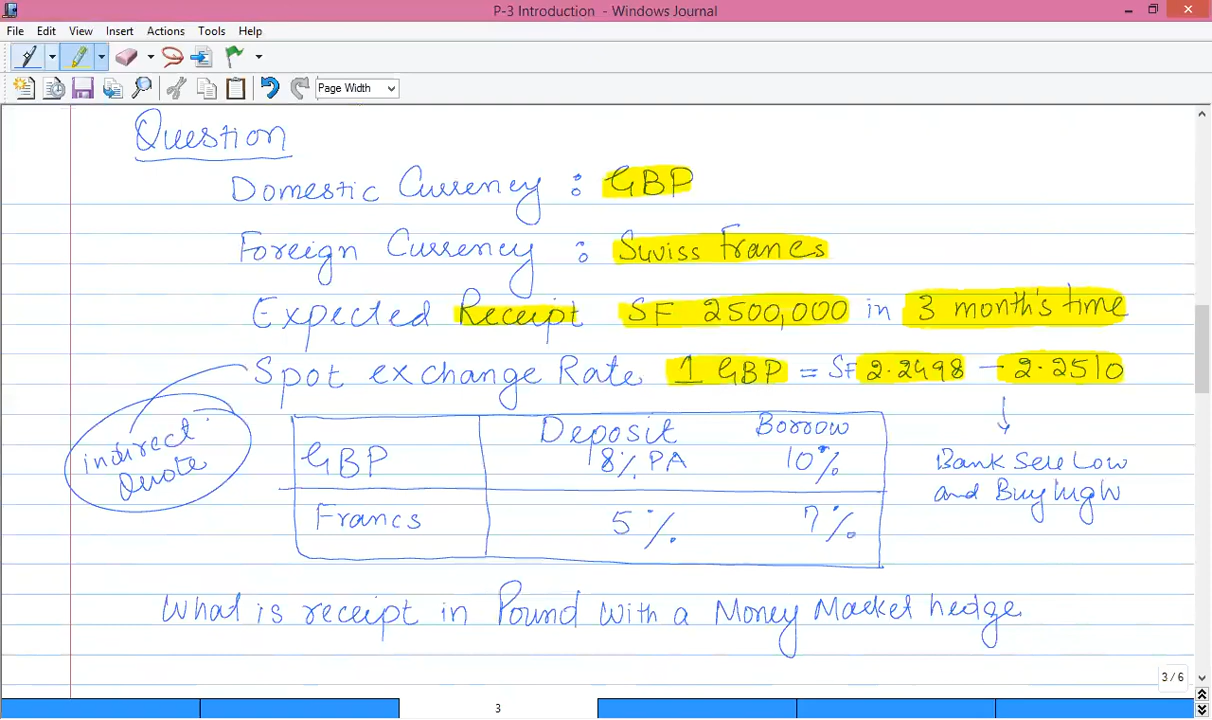 P-3 Introduction - Windows Journal
File Edit View Insert Actions Tools Help
Page Width
Question
Domestic Currency : GBP
Foreign Currency : Swiss Francs
Expected Receipt SF 2500,000 in 3 month's time
Spot exchange Rate 1 GBP = SF 2.2498 - 2.2510
indirect
Quote
Deposit Borrow
GBP 8% PA 10%
Francs 5% 7%
Bank Sell Low
and Buy high
What is receipt in Pound with a Money Market hedge
3/6
3